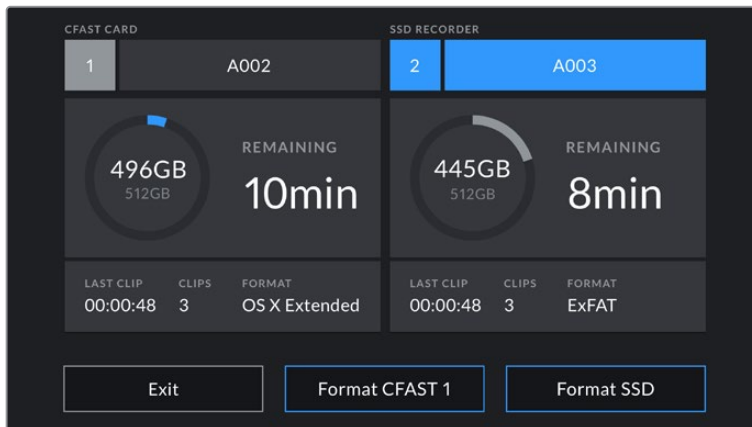 CFAST CARD
1
A002
496GB
512GB
REMAINING
10min
LAST CLIP
00:00:48
CLIPS
3
FORMAT
OS X Extended
SSD RECORDER
2
A003
445GB
512GB
REMAINING
8min
LAST CLIP
00:00:48
CLIPS
3
FORMAT
ExFAT
Exit
Format CFAST 1
Format SSD